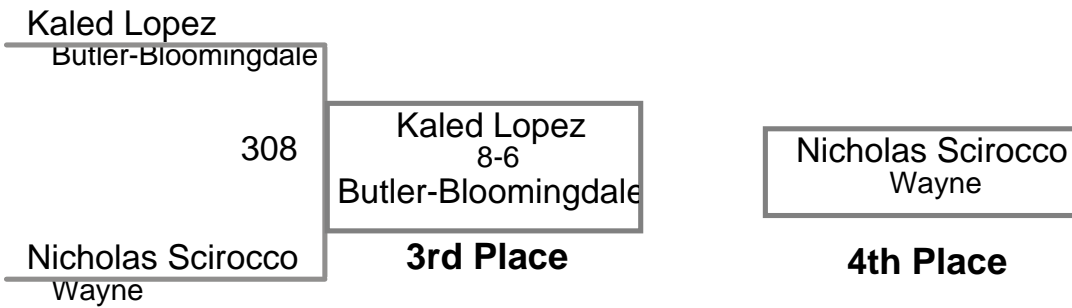 Kaled Lopez
Butler-Bloomingdale
308
Kaled Lopez
8-6
Butler-Bloomingdale
3rd Place
Nicholas Scirocco
Wayne
Nicholas Scirocco
Wayne
4th Place